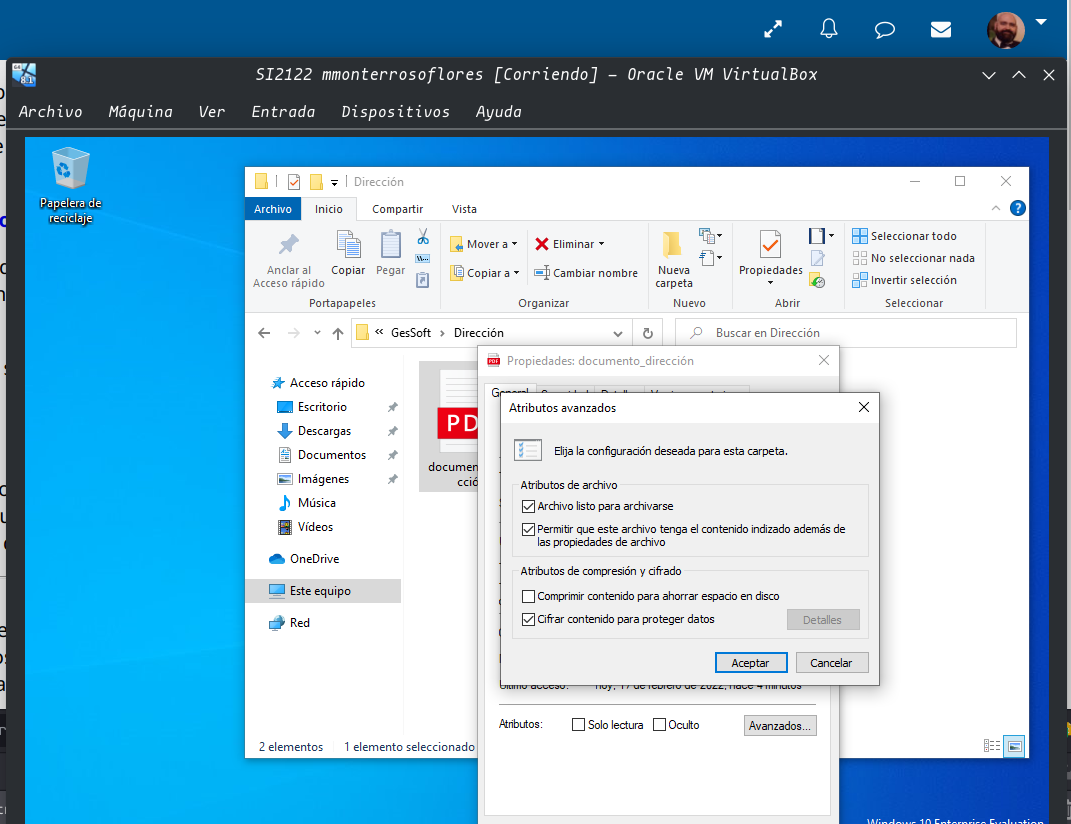 SI2122 mmonterrosoflores [Corriendo] – Oracle VM VirtualBox
Archivo Máquina Ver Entrada Dispositivos Ayuda
Papelera de
reciclaje
Dirección
Archivo Inicio Compartir Vista
Anclar al
Acceso rápido
Copiar
Pegar
Portapapeles
Mover a
Copiar a
Eliminar
Cambiar nombre
Organizar
Nueva
carpeta
Nuevo
Propiedades
Abrir
Seleccionar todo
No seleccionar nada
Invertir selección
Seleccionar
« GesSoft › Dirección
Buscar en Dirección
Acceso rápido
Escritorio
Descargas
Documentos
Imágenes
Música
Vídeos
OneDrive
Este equipo
Red
PD
documen
cció
2 elementos 1 elemento seleccionado
PDF
Propiedades: documento_dirección
General
Atributos avanzados
Elija la configuración deseada para esta carpeta.
Atributos de archivo
Archivo listo para archivarse
Permitir que este archivo tenga el contenido indizado además de
las propiedades de archivo
Atributos de compresión y cifrado
Comprimir contenido para ahorrar espacio en disco
Cifrar contenido para proteger datos
Detalles
Aceptar Cancelar
Último acceso: hoy, 17 de febrero de 2022, hace 4 minutos
Atributos: Solo lectura Oculto Avanzados...
Windows 10 Enterprise Evaluation